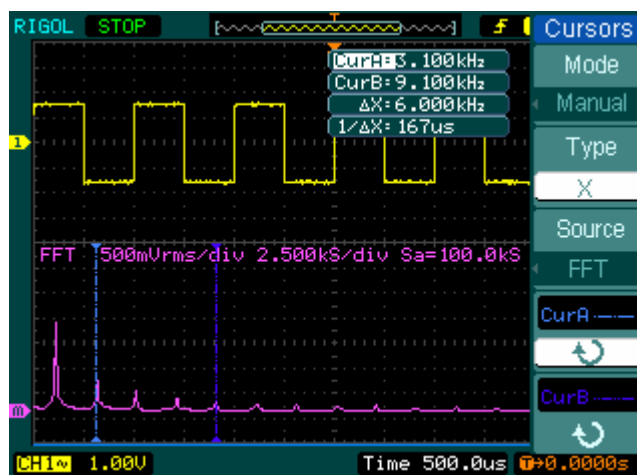 RIGOL STOP T
CurA: 3.100kHz
CurB: 9.100kHz
ΔX: 6.000kHz
1/ΔX: 167us
1
FFT 500mVrms/div 2.500kS/div Sa=100.0kS
m
CH1~ 1.00V Time 500.0us T→0.0000s
Cursors
Mode
Manual
Type
X
Source
FFT
CurA
CurB